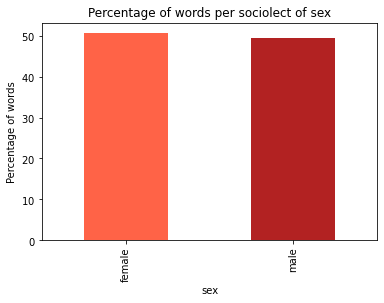 Percentage of words per sociolect of sex
50
40
30
20
10
0
Percentage of words
female
male
sex